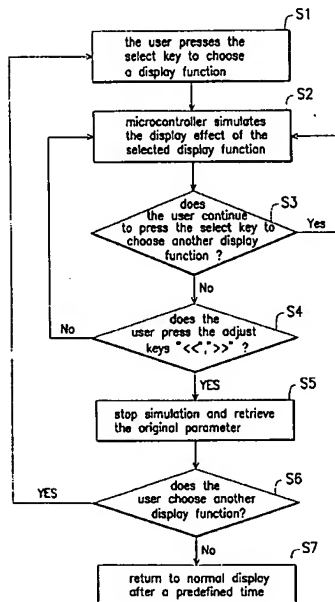 S1
the user presses the
select key to choose
a display function
S2
microcontroller simulates
the display effect of the
selected display function
S3
does
the user continue
to press the select key to
choose another display
function ?
Yes
No
S4
does the
user press the adjust
keys "<<",">>" ?
No
YES
S5
stop simulation and retrieve
the original parameter
S6
does the
user choose another
display function?
YES
No
S7
return to normal display
after a predefined time